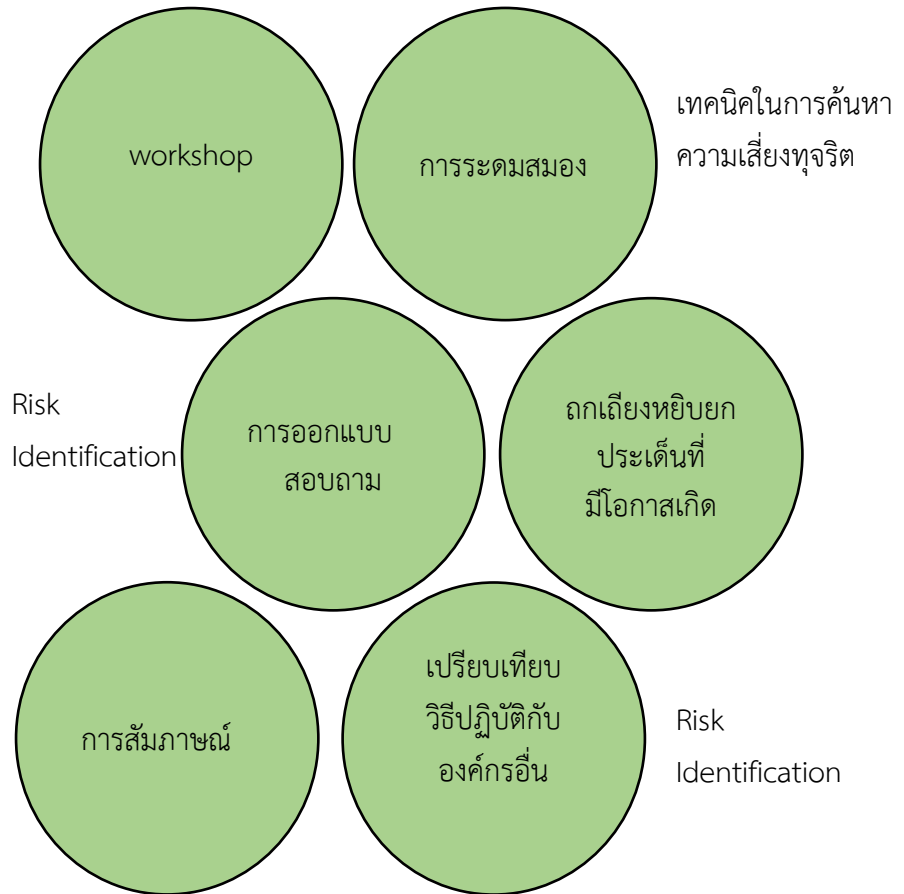 workshop
การระดมสมอง
เทคนิคในการค้นหา
ความเสี่ยงทุจริต
Risk
Identification
การออกแบบ
สอบถาม
ถกเถียงหยิบยก
ประเด็นที่
มีโอกาสเกิด
การสัมภาษณ์
เปรียบเทียบ
วิธีปฏิบัติกับ
องค์กรอื่น
Risk
Identification